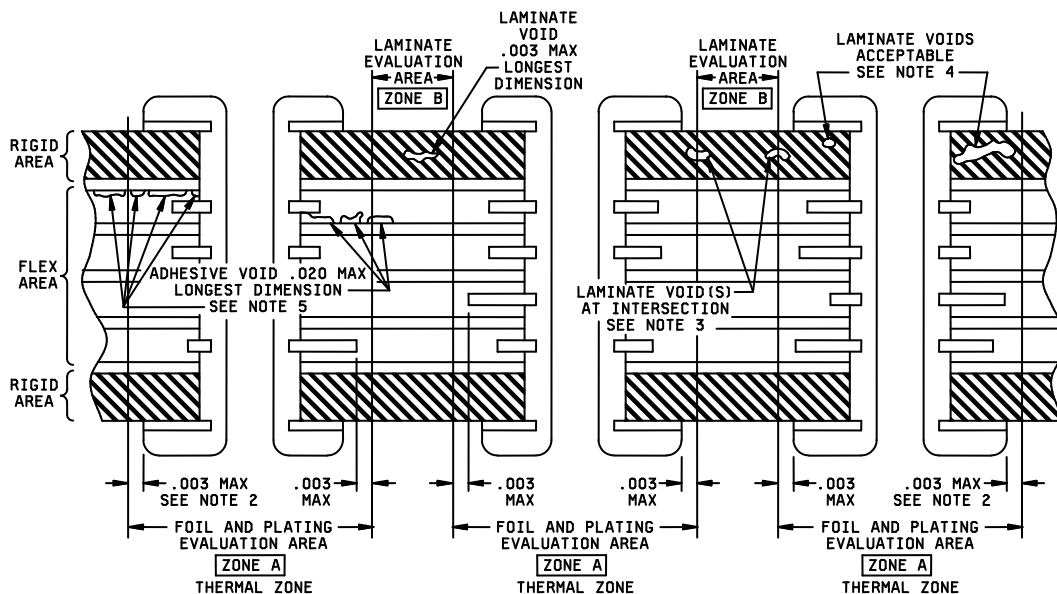 LAMINATE
VOID
.003 MAX
LONGEST
DIMENSION
LAMINATE
EVALUATION
AREA
ZONE B
LAMINATE
EVALUATION
AREA
ZONE B
LAMINATE VOIDS
ACCEPTABLE
SEE NOTE 4
RIGID
AREA
FLEX
AREA
RIGID
AREA
ADHESIVE VOID .020 MAX
LONGEST DIMENSION
SEE NOTE 5
LAMINATE VOID(S)
AT INTERSECTION
SEE NOTE 3
.003 MAX
SEE NOTE 2
.003
MAX
.003
MAX
.003
MAX
.003 MAX
SEE NOTE 2
FOIL AND PLATING
EVALUATION AREA
ZONE A
THERMAL ZONE
FOIL AND PLATING
EVALUATION AREA
ZONE A
THERMAL ZONE
FOIL AND PLATING
EVALUATION AREA
ZONE A
THERMAL ZONE